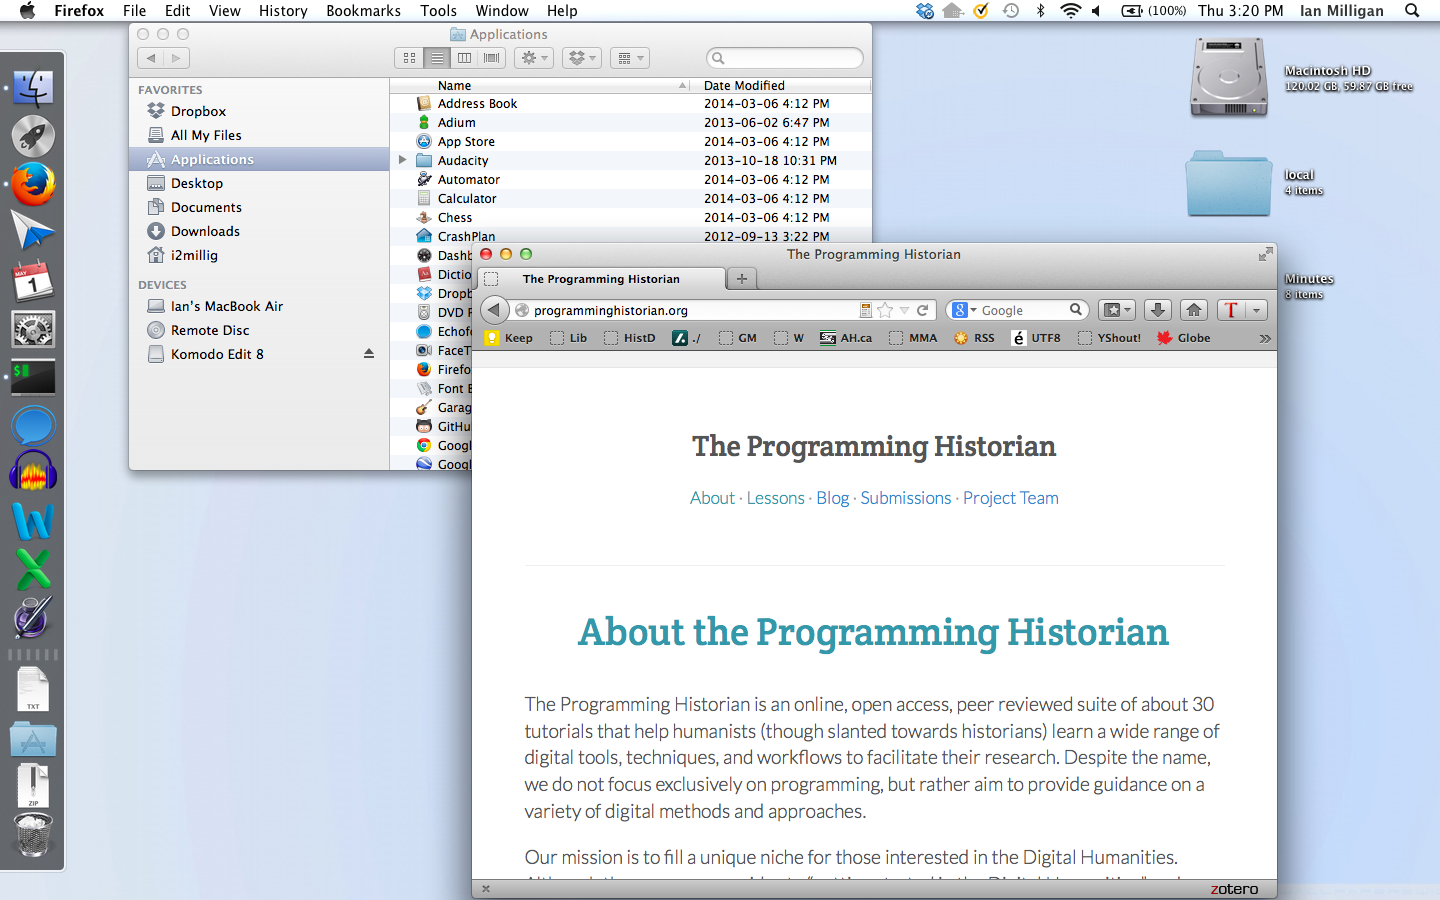 Firefox File Edit View History Bookmarks Tools Window Help (100%) Thu 3:20 PM Ian Milligan
Applications
FAVORITES
Dropbox
All My Files
Applications
Desktop
Documents
Downloads
i2millig
DEVICES
Ian's MacBook Air
Remote Disc
Komodo Edit 8
Name Date Modified
Address Book 2014-03-06 4:12 PM
Adium 2013-06-02 6:47 PM
App Store 2014-03-06 4:12 PM
Audacity 2013-10-18 10:31 PM
Automator 2014-03-06 4:12 PM
Calculator 2014-03-06 4:12 PM
Chess 2014-03-06 4:12 PM
CrashPlan 2012-09-13 3:22 PM
Dashb
Dictio
Dropb
DVD P
Echofo
FaceT
Firefo
Font B
Garag
GitHu
Googl
Googl
Macintosh HD
120.02 GB, 59.87 GB free
local
4 items
Minutes
8 items
MAY
1
$
TXT
ZIP
The Programming Historian
The Programming Historian
programminghistorian.org
Google
Keep Lib HistD ./ GM W AH.ca MMA RSS é UTF8 YShout! Globe
The Programming Historian
About · Lessons · Blog · Submissions · Project Team
About the Programming Historian
The Programming Historian is an online, open access, peer reviewed suite of about 30
tutorials that help humanists (though slanted towards historians) learn a wide range of
digital tools, techniques, and workflows to facilitate their research. Despite the name,
we do not focus exclusively on programming, but rather aim to provide guidance on a
variety of digital methods and approaches.
Our mission is to fill a unique niche for those interested in the Digital Humanities.
zotero